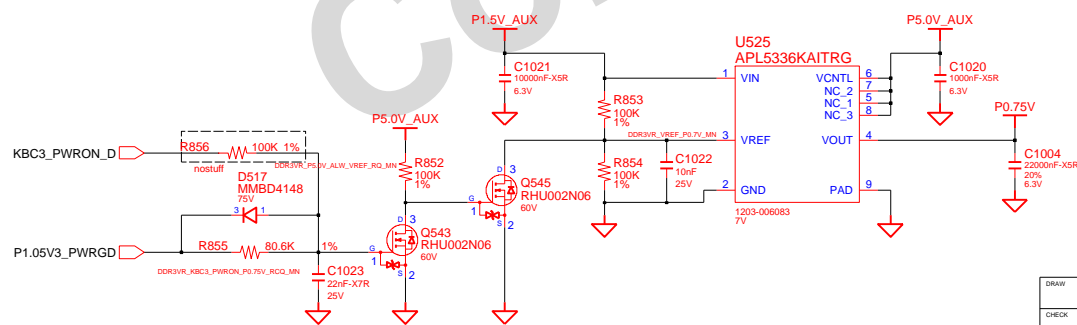 P1.5V_AUX
P5.0V_AUX
U525
APL5336KAITRG
C1021
10000nF-X5R
6.3V
1 VIN
VCNTL 6
NC_2 7
NC_1 5
NC_3 8
C1020
1000nF-X5R
6.3V
R853
100K
1%
P0.75V
P5.0V_AUX
DDR3VR_VREF_P0.7V_MN
3 VREF
VOUT 4
R856 100K 1%
nostuff
KBC3_PWRON_D
DDR3VR_P5.0V_ALW_VREF_RQ_MN
R852
100K
1%
R854
100K
1%
C1022
10nF
25V
C1004
22000nF-X5R
20%
6.3V
D517
MMBD4148
75V
3 1
D 3
Q545
RHU002N06
60V
G
1
S
2
2 GND
PAD 9
1203-006083
7V
P1.05V3_PWRGD
R855 80.6K 1%
DDR3VR_KBC3_PWRON_P0.75V_RCQ_MN
C1023
22nF-X7R
25V
D 3
Q543
RHU002N06
60V
G
1
S
2
DRAW
CHECK